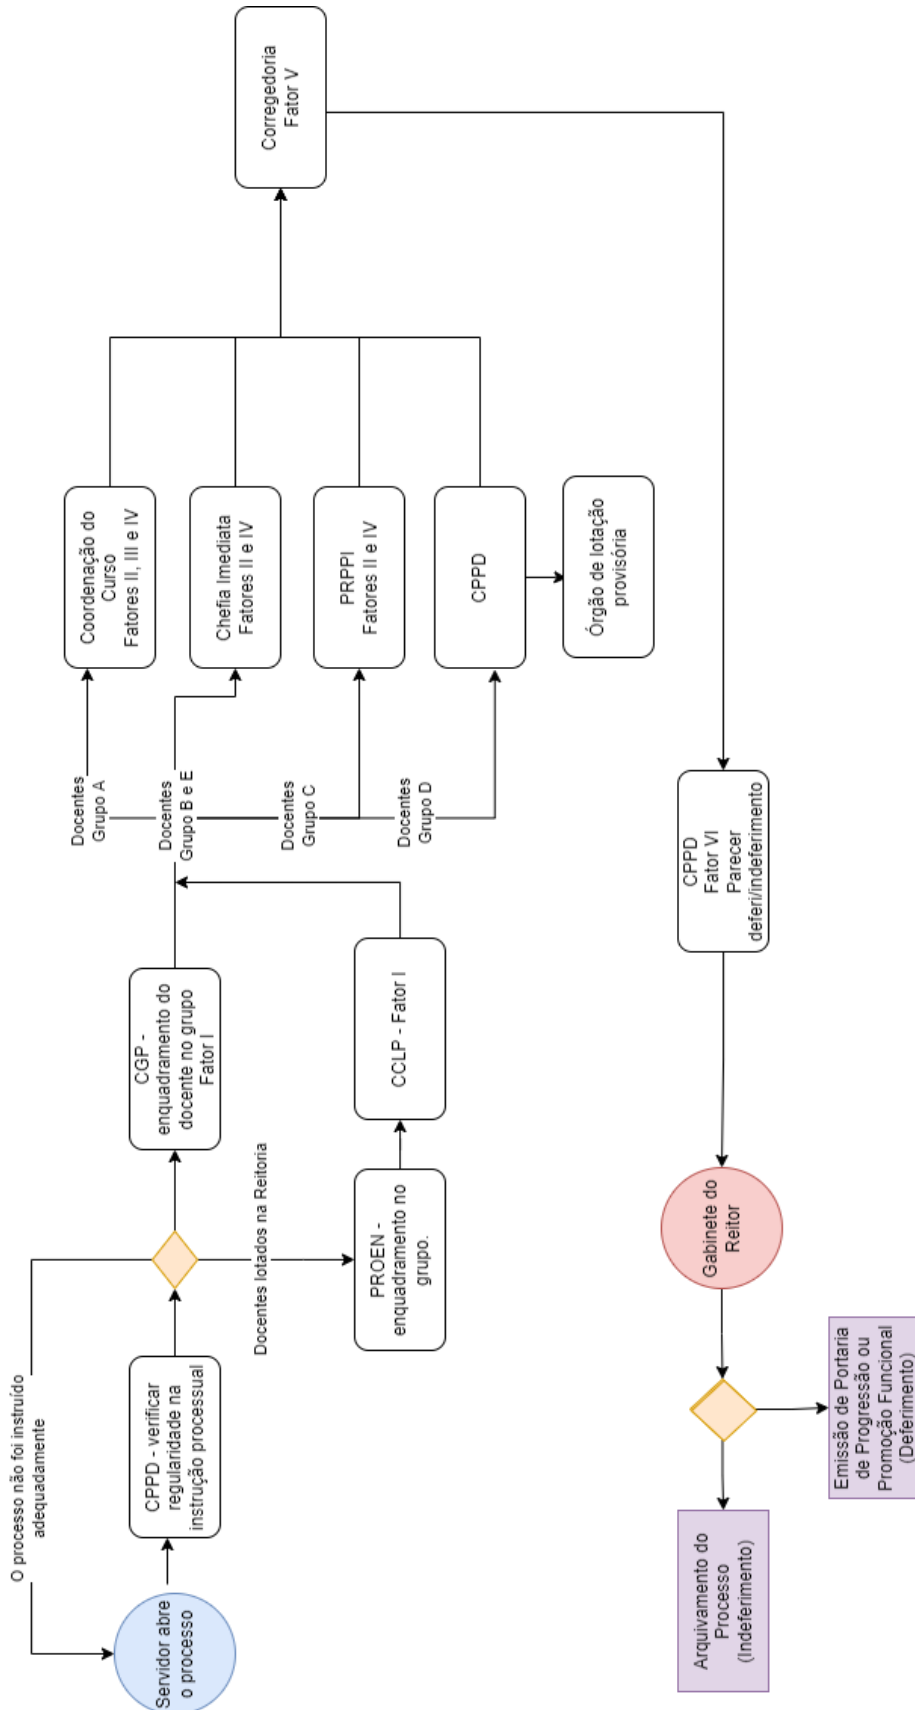 Servidor abre
o processo
O processo não foi instruído
adequadamente
CPPD - verificar
regularidade na
instrução processual
Docentes lotados na Reitoria
CGP -
enquadramento do
docente no grupo
Fator I
PROEN -
enquadramento no
grupo.
CCLP - Fator I
Docentes
Grupo A
Docentes
Grupo B e E
Docentes
Grupo C
Docentes
Grupo D
Coordenação do
Curso
Fatores II, III e IV
Chefia Imediata
Fatores II e IV
PRPPI
Fatores II e IV
CPPD
Órgão de lotação
provisória
Corregedoria
Fator V
CPPD
Fator VI
Parecer
deferi/indeferimento
Gabinete do
Reitor
Arquivamento do
Processo
(Indeferimento)
Emissão de Portaria
de Progressão ou
Promoção Funcional
(Deferimento)